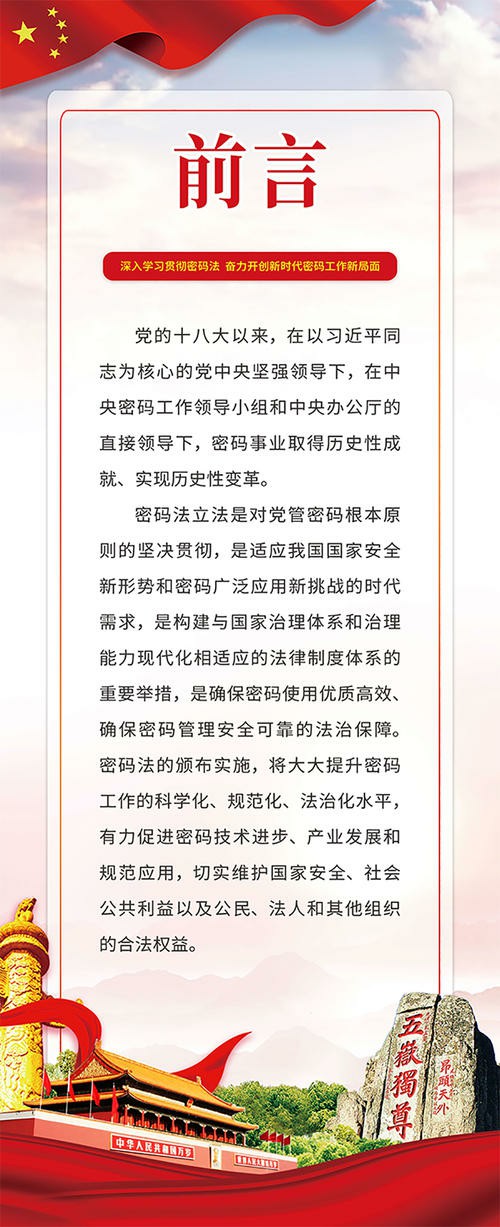 前言
深入学习贯彻密码法 奋力开创新时代密码工作新局面
党的十八大以来，在以习近平同
志为核心的党中央坚强领导下，在中
央密码工作领导小组和中央办公厅的
直接领导下，密码事业取得历史性成
就、实现历史性变革。
密码法立法是对党管密码根本原
则的坚决贯彻，是适应我国国家安全
新形势和密码广泛应用新挑战的时代
需求，是构建与国家治理体系和治理
能力现代化相适应的法律制度体系的
重要举措，是确保密码使用优质高效、
确保密码管理安全可靠的法治保障。
密码法的颁布实施，将大大提升密码
工作的科学化、规范化、法治化水平，
有力促进密码技术进步、产业发展和
规范应用，切实维护国家安全、社会
公共利益以及公民、法人和其他组织
的合法权益。
五嶽獨尊
昂頭天外
中华人民共和国万岁
世界人民大团结万岁